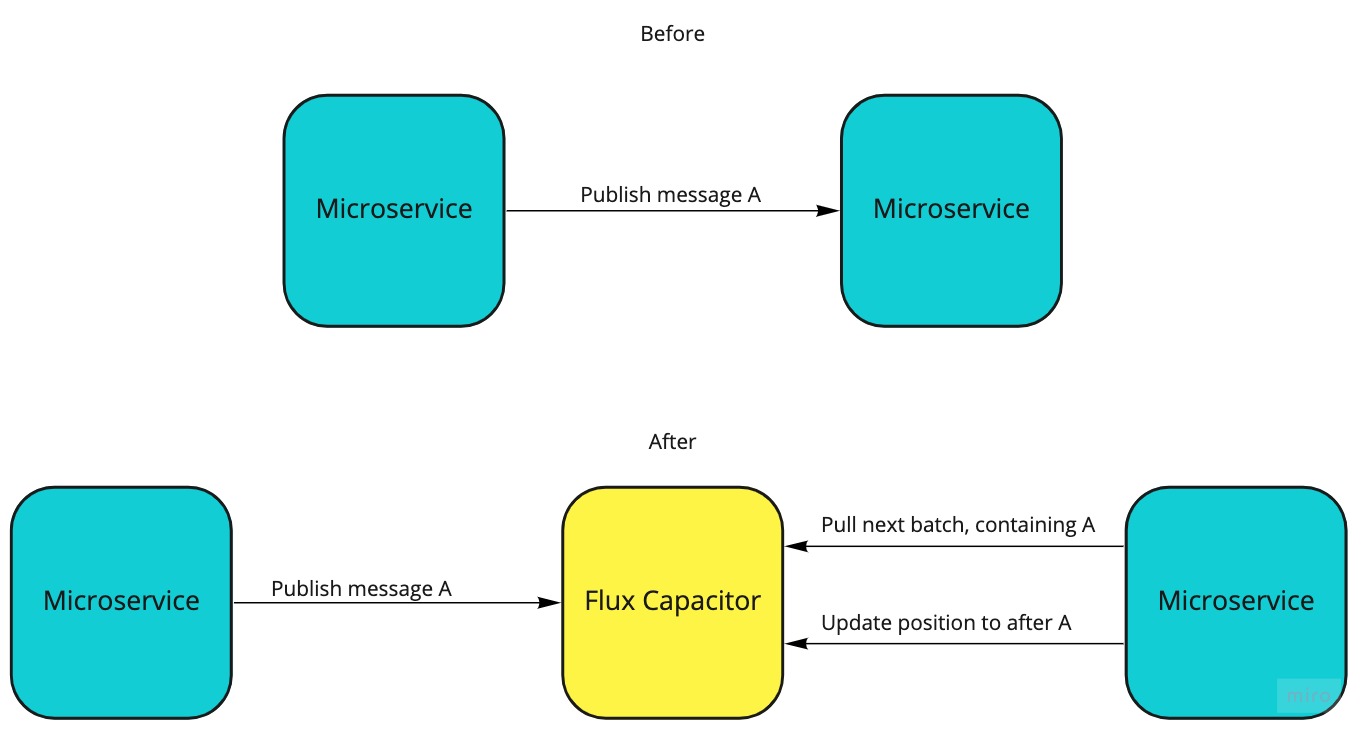 Before
Microservice
Publish message A
Microservice
After
Microservice
Publish message A
Flux Capacitor
Pull next batch, containing A
Update position to after A
Microservice
miro